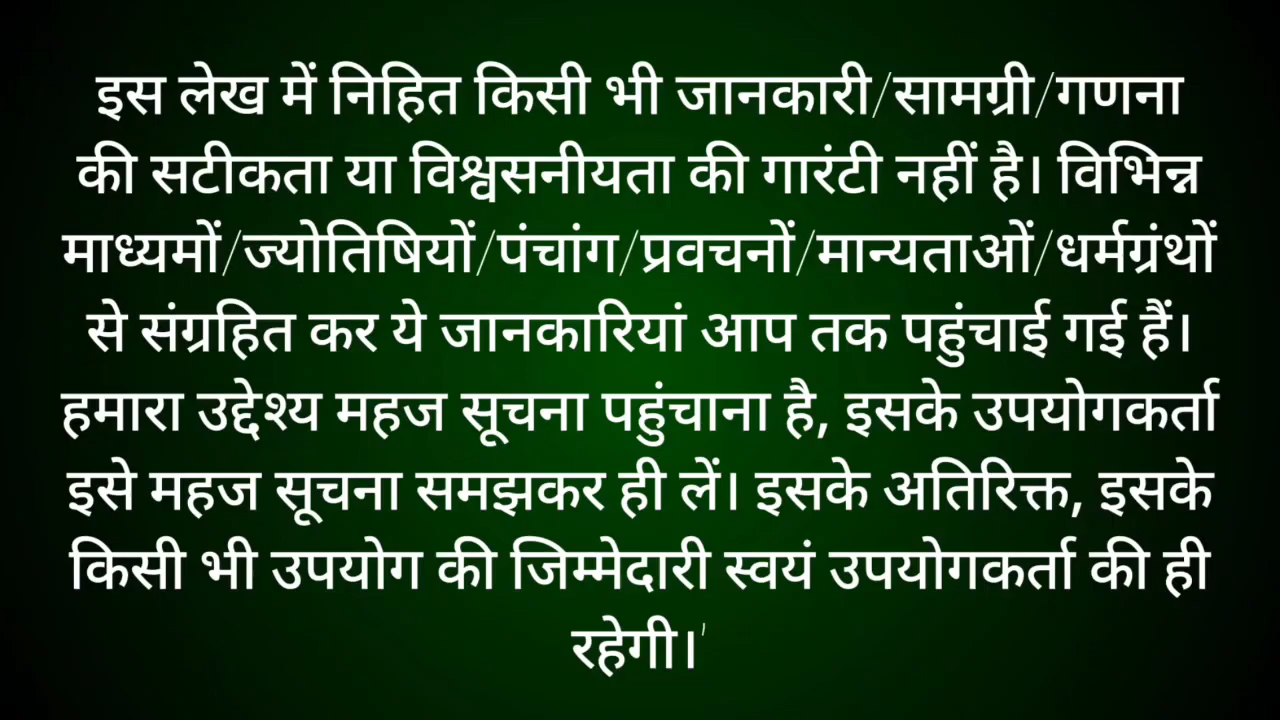 इस लेख में निहित किसी भी जानकारी/सामग्री/गणना
की सटीकता या विश्वसनीयता की गारंटी नहीं है। विभिन्न
माध्यमों/ज्योतिषियों/पंचांग/प्रवचनों/मान्यताओं/धर्मग्रंथों
से संग्रहित कर ये जानकारियां आप तक पहुंचाई गई हैं।
हमारा उद्देश्य महज सूचना पहुंचाना है, इसके उपयोगकर्ता
इसे महज सूचना समझकर ही लें। इसके अतिरिक्त, इसके
किसी भी उपयोग की जिम्मेदारी स्वयं उपयोगकर्ता की ही
रहेगी।'